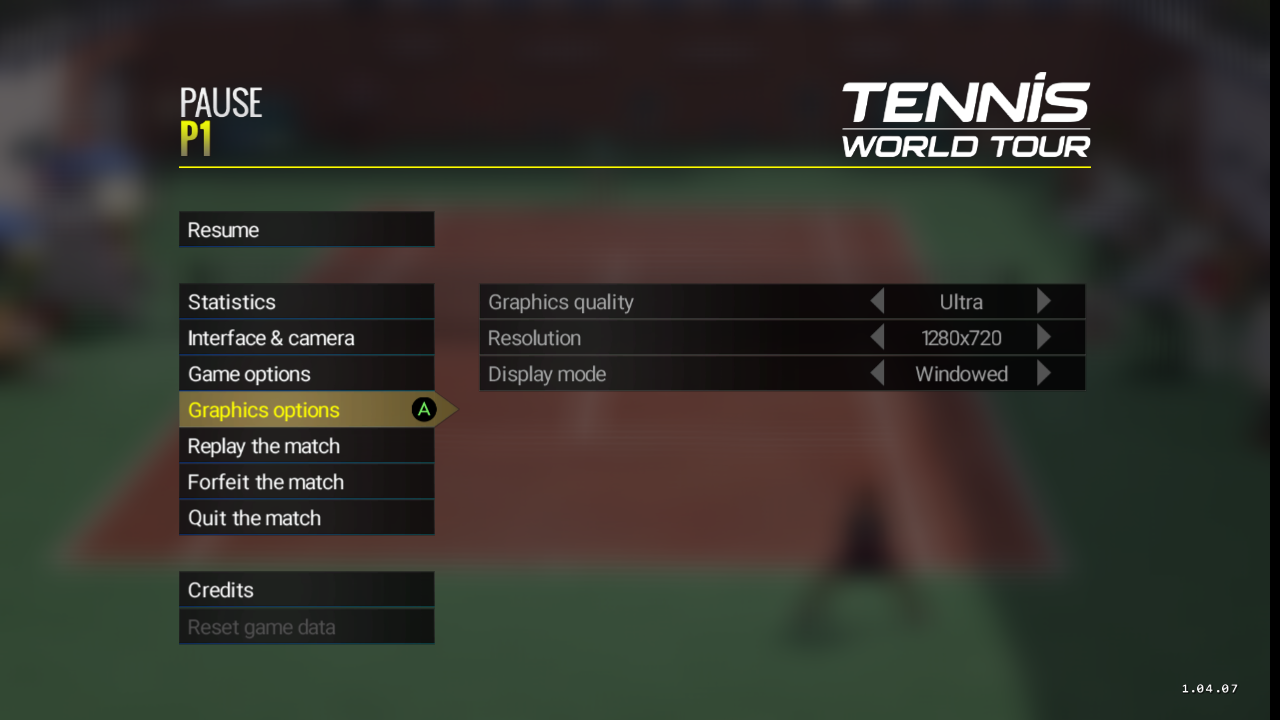 PAUSE
P1
TENNIS
WORLD TOUR
Resume
Statistics
Interface & camera
Game options
Graphics options A
Replay the match
Forfeit the match
Quit the match
Credits
Reset game data
Graphics quality Ultra
Resolution 1280x720
Display mode Windowed
1.04.07